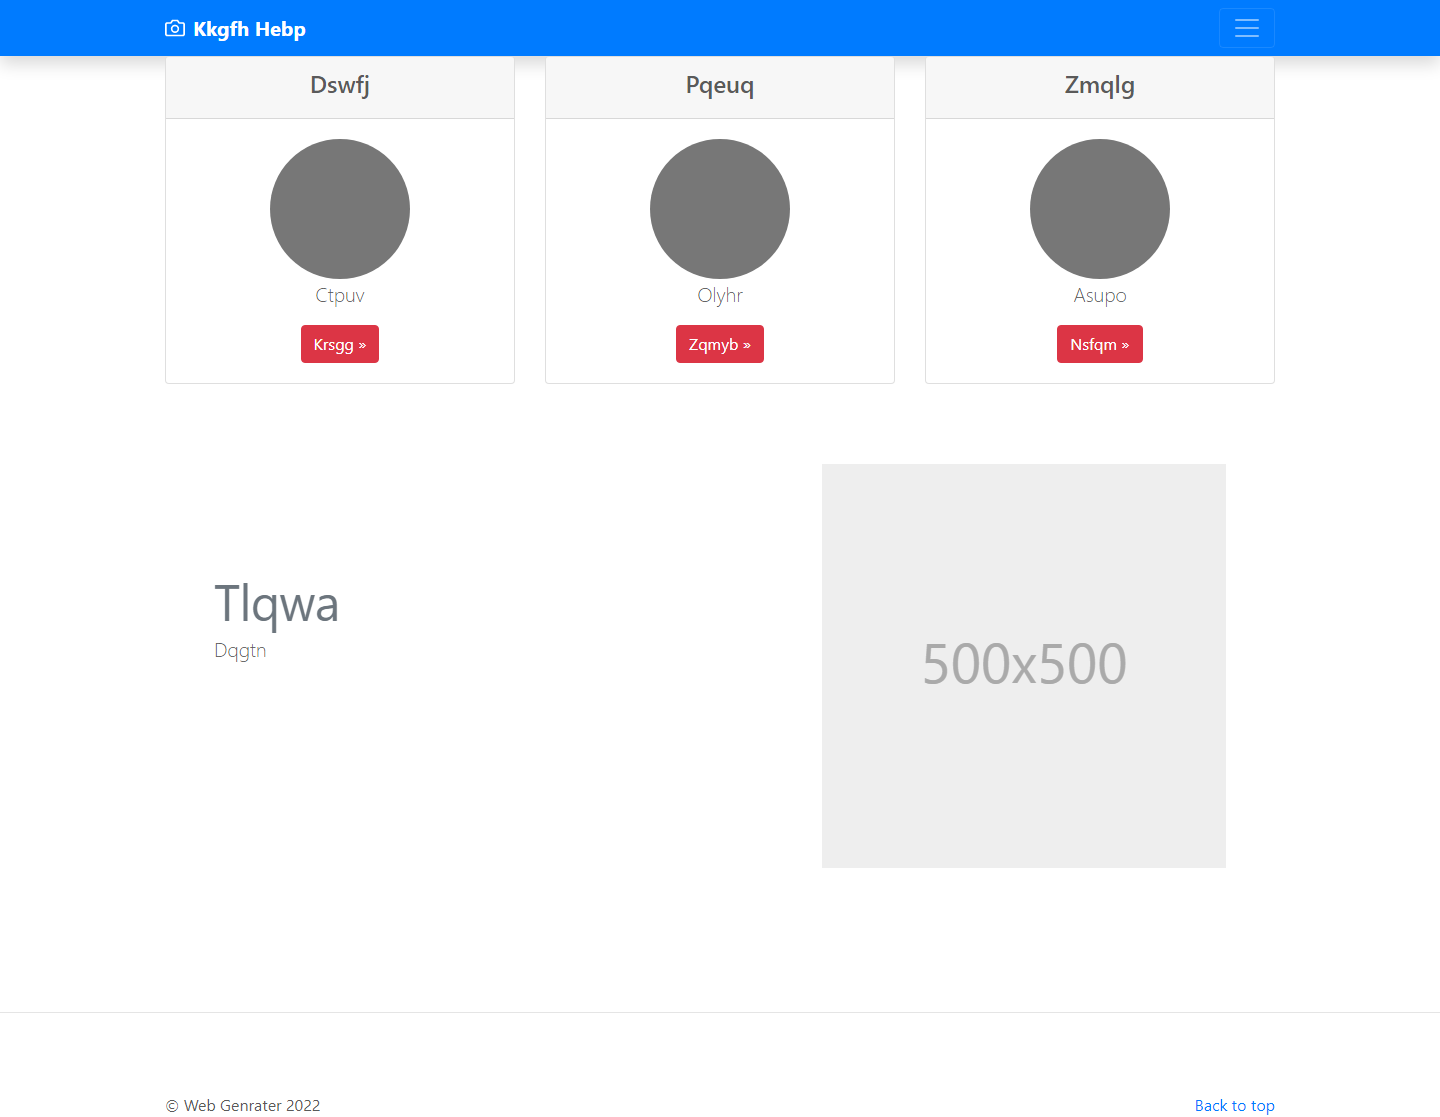 Kkgfh Hebp
Dswfj
Pqeuq
Zmqlg
Ctpuv
Olyhr
Asupo
Krsgg »
Zqmyb »
Nsfqm »
Tlqwa
Dqgtn
500x500
© Web Genrater 2022
Back to top